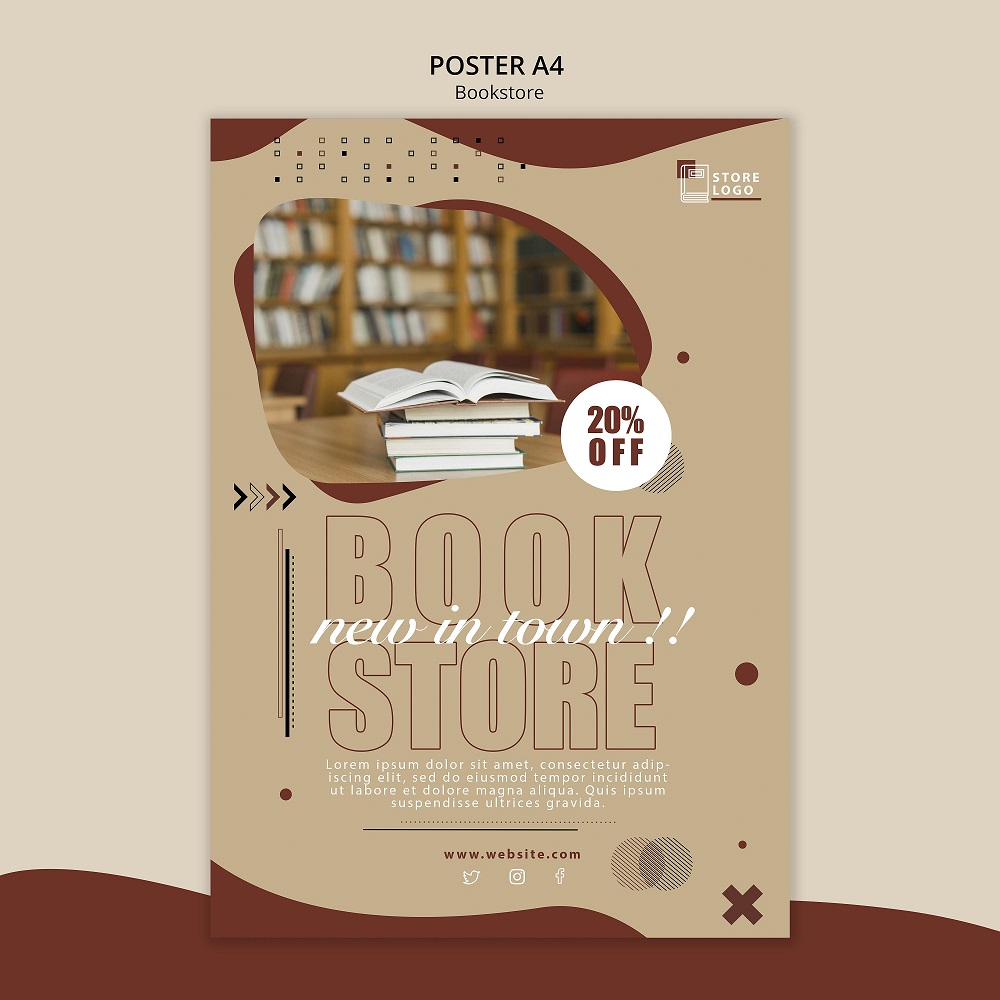 POSTER A4
Bookstore
STORE
LOGO
20%
OFF
BOOK
new in town !!
STORE
Lorem ipsum dolor sit amet, consectetur adip-
iscing elit, sed do eiusmod tempor incididunt
ut labore et dolore magna aliqua. Quis ipsum
suspendisse ultrices gravida.
www.website.com